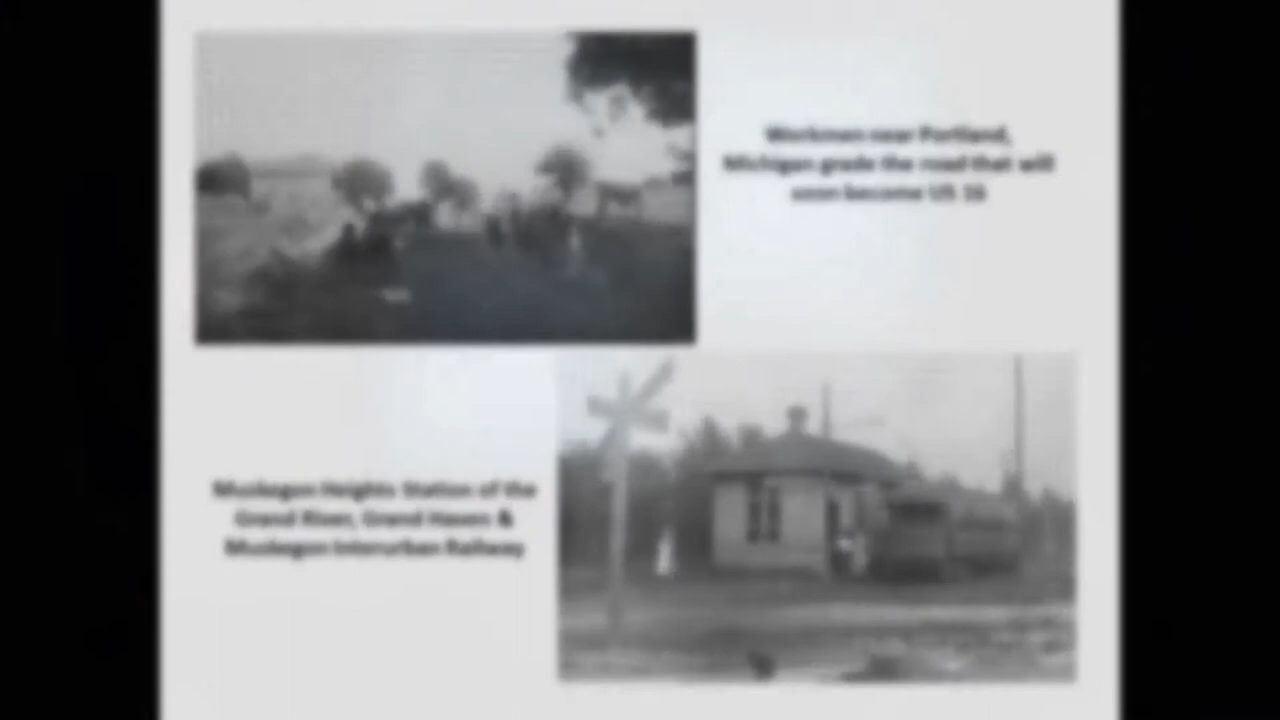 Workmen near Portland,
Michigan grade the road that will
soon become US 16
Muskegon Heights Station of the
Grand River, Grand Haven &
Muskegon Interurban Railway